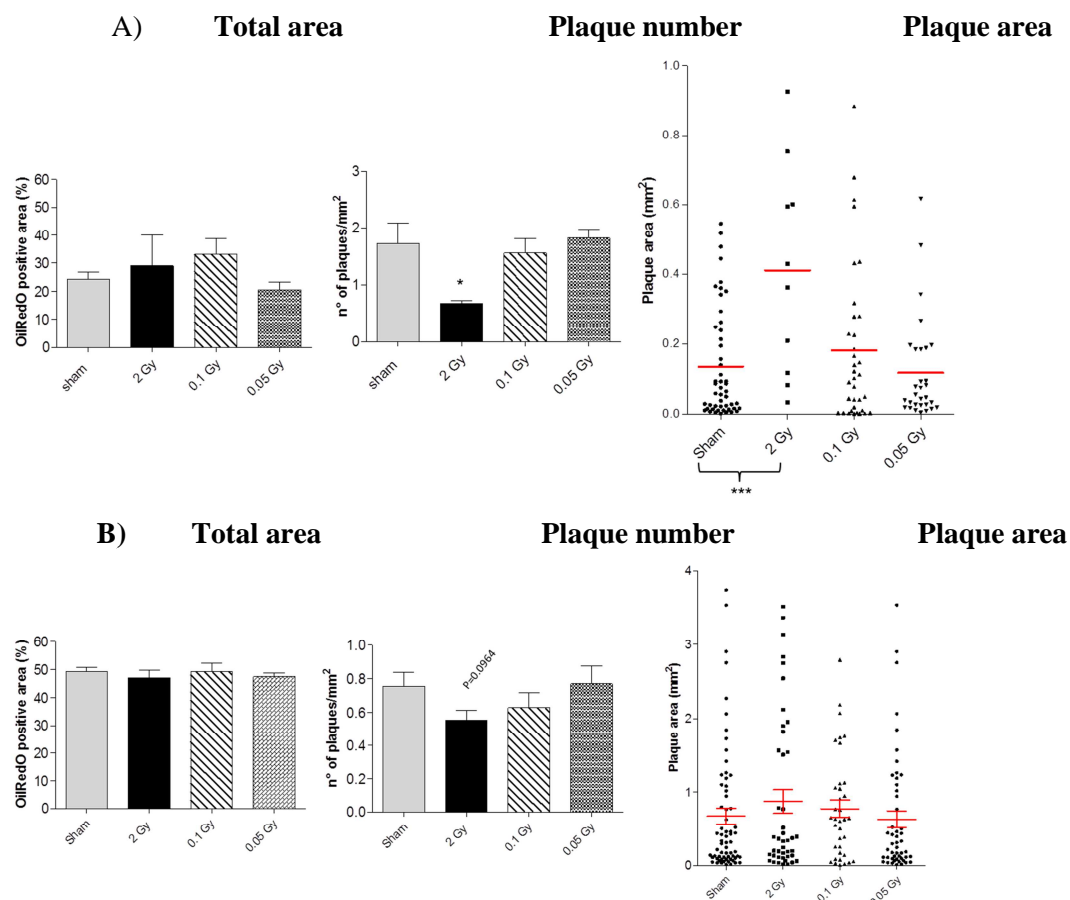 A) Total area Plaque number Plaque area
OilRedO positive area (%)
60
50
40
30
20
10
0
sham
2 Gy
0.1 Gy
0.05 Gy
n° of plaques/mm²
3
2
1
0
*
sham
2 Gy
0.1 Gy
0.05 Gy
Plaque area (mm²)
1.0
0.8
0.6
0.4
0.2
0.0
Sham
2 Gy
0.1 Gy
0.05 Gy
***
B) Total area Plaque number Plaque area
OilRedO positive area (%)
60
50
40
30
20
10
0
Sham
2 Gy
0.1 Gy
0.05 Gy
n° of plaques/mm²
1.0
0.8
0.6
0.4
0.2
0.0
P=0.0964
Sham
2 Gy
0.1 Gy
0.05 Gy
Plaque area (mm²)
4
3
2
1
0
Sham
2 Gy
0.1 Gy
0.05 Gy